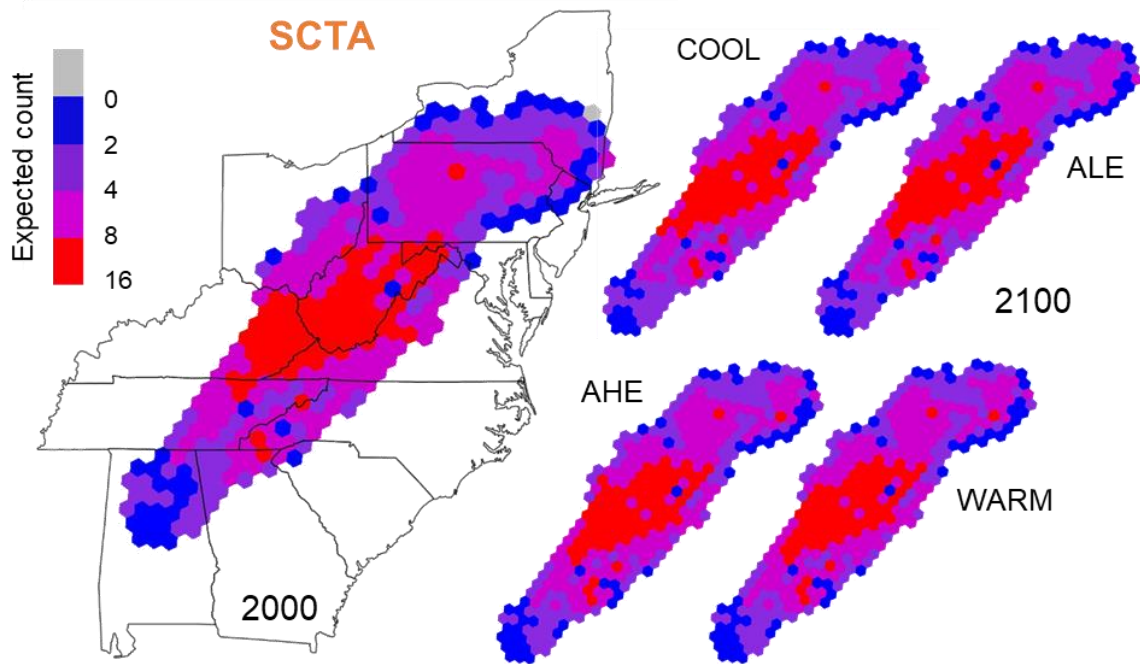 SCTA
Expected count
0
2
4
8
16
2000
COOL
ALE
2100
AHE
WARM